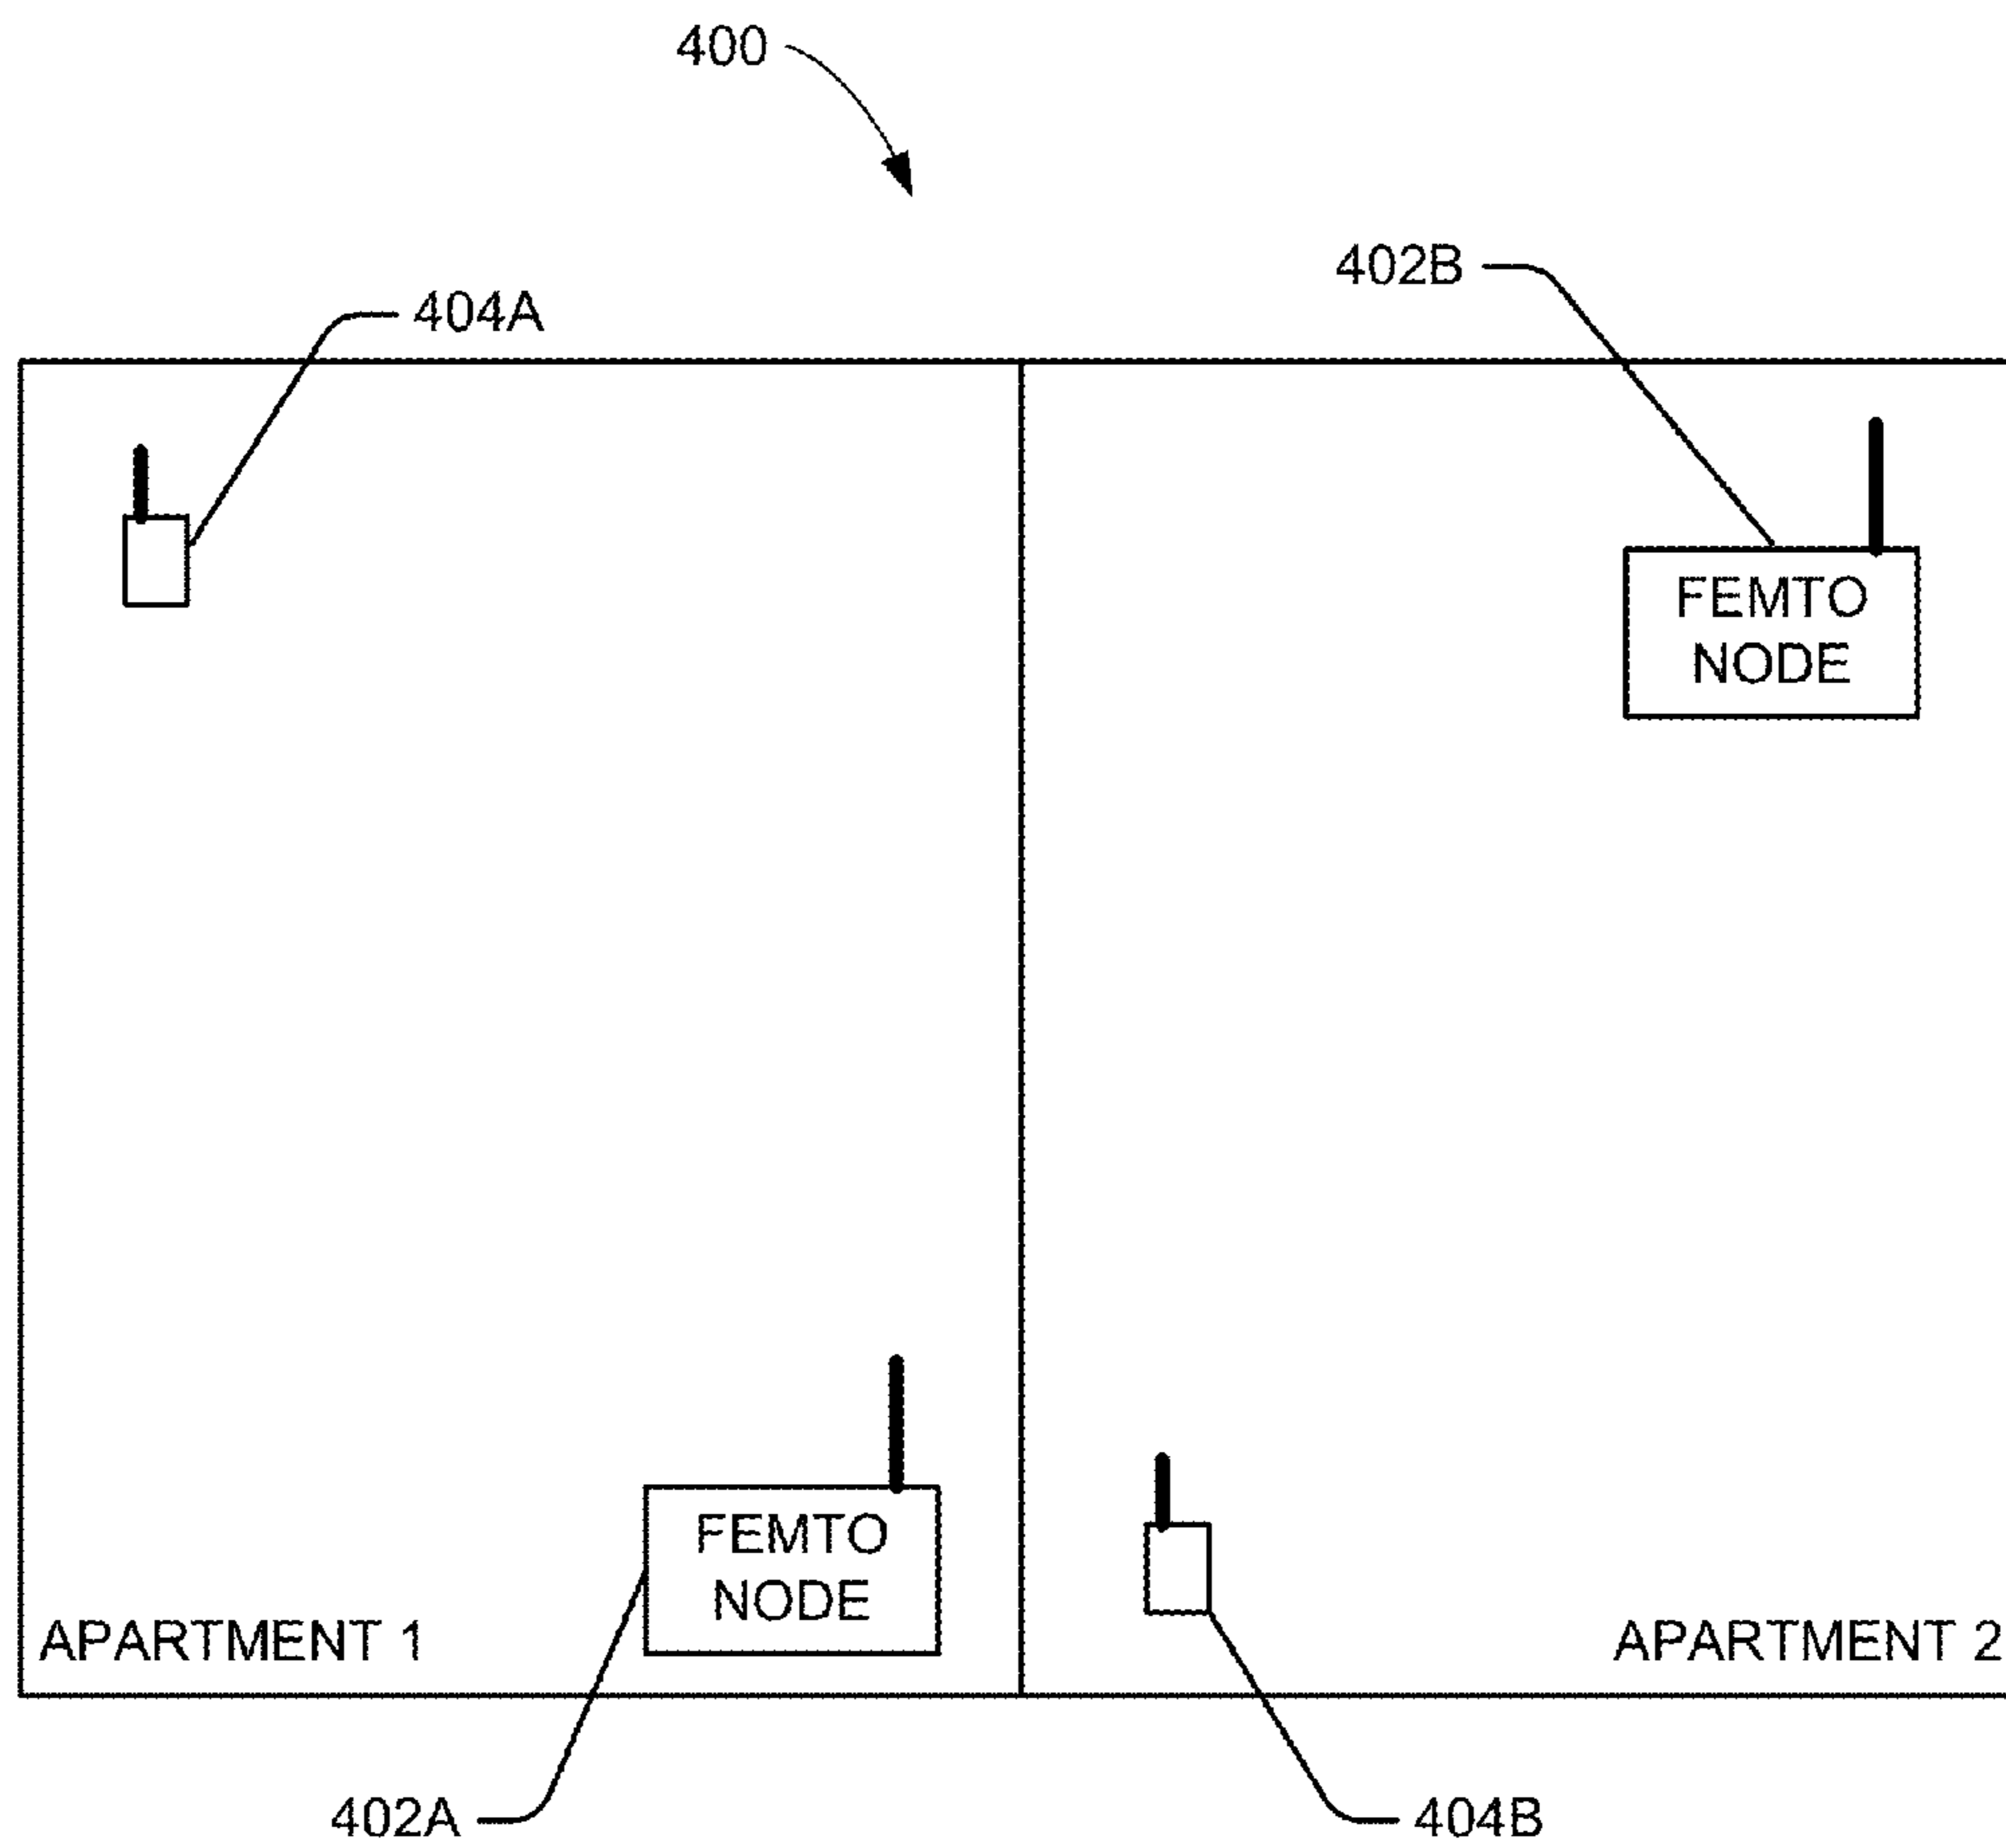 400
402B
404A
FEMTO
NODE
FEMTO
NODE
APARTMENT 1
APARTMENT 2
402A
404B